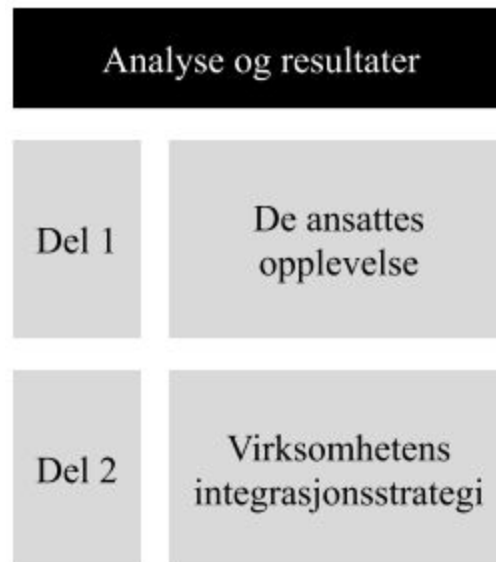 Analyse og resultater
Del 1
De ansattes
opplevelse
Del 2
Virksomhetens
integrasjonsstrategi